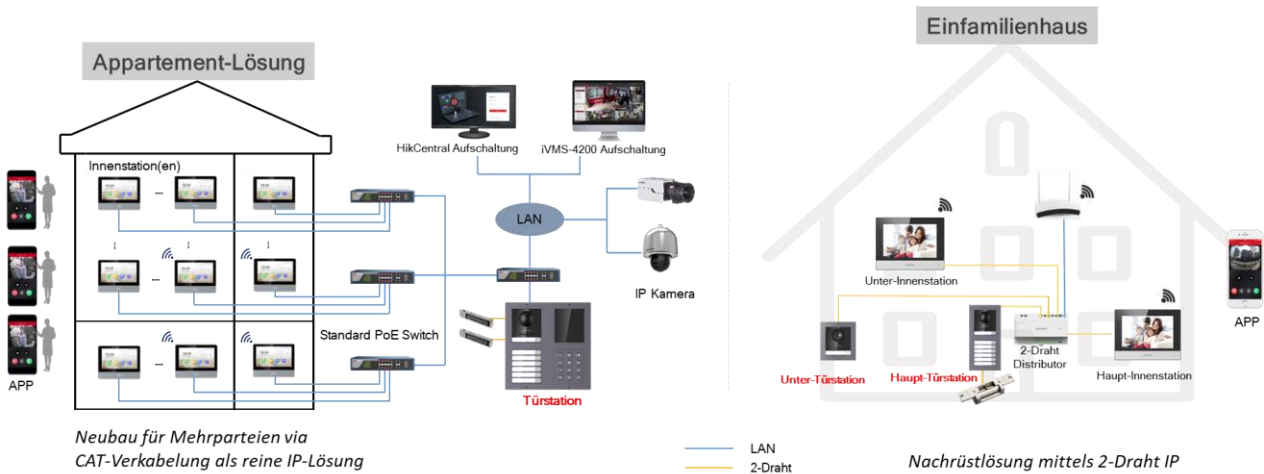 Appartement-Lösung
Innenstation(en)
HikCentral Aufschaltung
iVMS-4200 Aufschaltung
LAN
IP Kamera
Standard PoE Switch
APP
Türstation
Neubau für Mehrparteien via
CAT-Verkabelung als reine IP-Lösung
Einfamilienhaus
Unter-Innenstation
APP
2-Draht
Distributor
Unter-Türstation
Haupt-Türstation
Haupt-Innenstation
LAN
2-Draht
Nachrüstlösung mittels 2-Draht IP